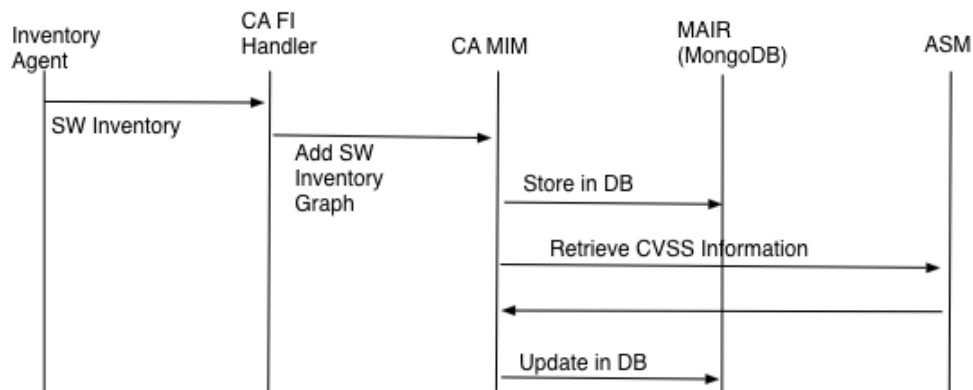 Inventory
Agent
CA FI
Handler
CA MIM
MAIR
(MongoDB)
ASM
SW Inventory
Add SW
Inventory
Graph
Store in DB
Retrieve CVSS Information
Update in DB